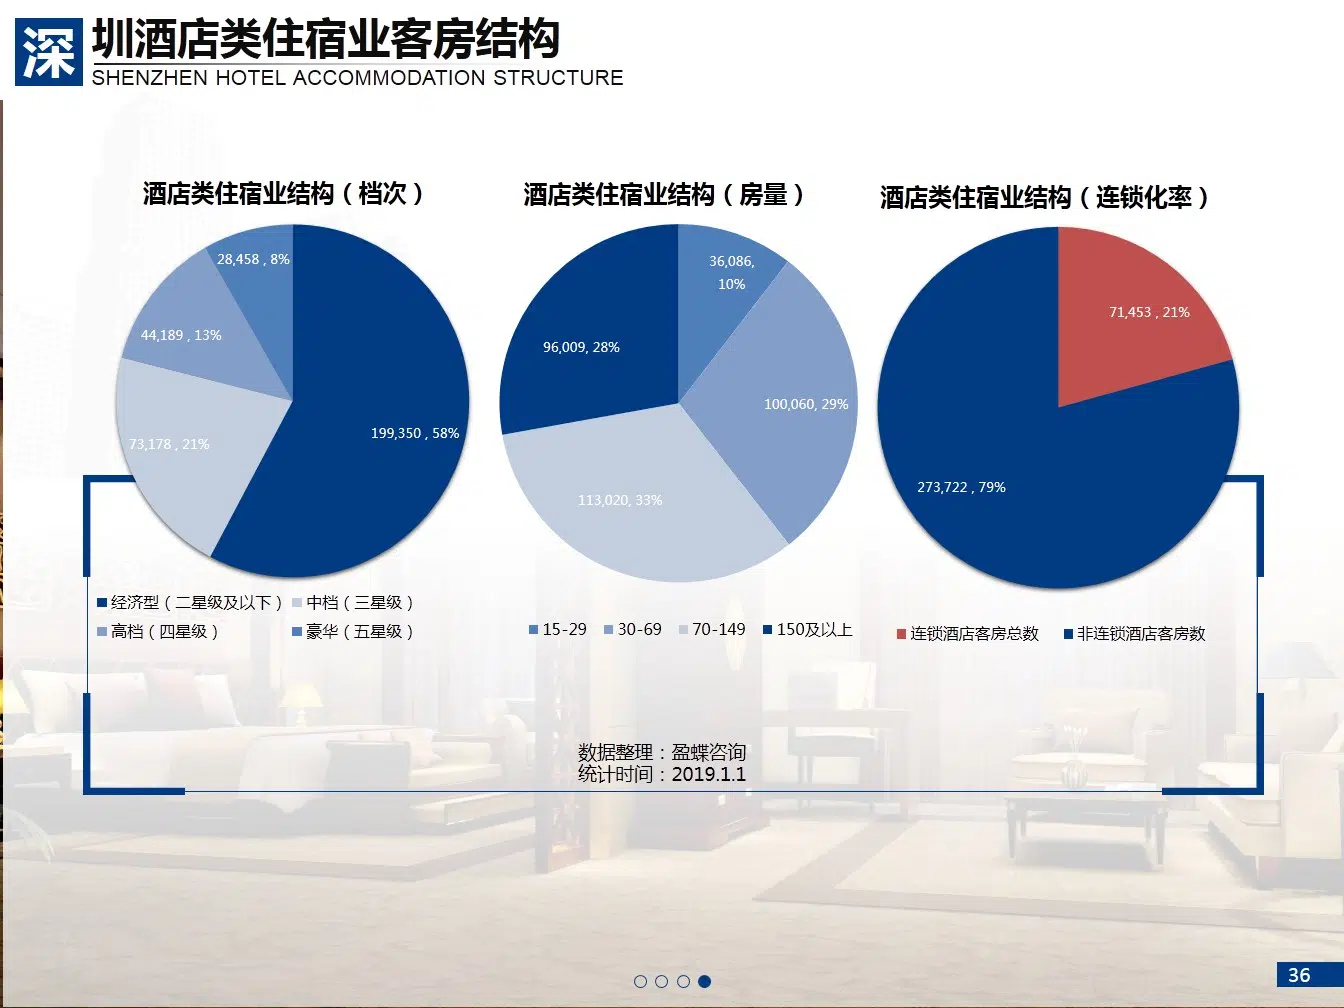 深圳酒店类住宿业客房结构
SHENZHEN HOTEL ACCOMMODATION STRUCTURE
酒店类住宿业结构（档次）
28,458 , 8%
44,189 , 13%
73,178 , 21%
199,350 , 58%
经济型（二星级及以下） 中档（三星级）
高档（四星级） 豪华（五星级）
酒店类住宿业结构（房量）
36,086,
10%
96,009, 28%
100,060, 29%
113,020, 33%
15-29 30-69 70-149 150及以上
酒店类住宿业结构（连锁化率）
71,453 , 21%
273,722 , 79%
连锁酒店客房总数 非连锁酒店客房数
数据整理：盈蝶咨询
统计时间：2019.1.1
36